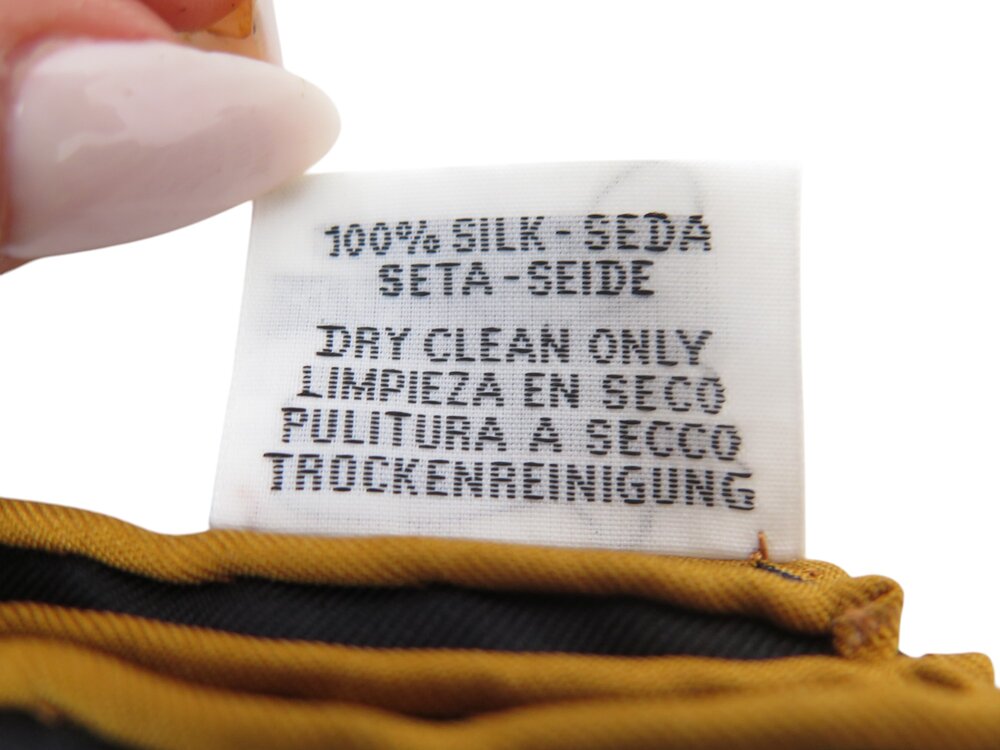 100% SILK-SEDA
SETA-SEIDE
DRY CLEAN ONLY
LIMPIEZA EN SECO
PULITURA A SECCO
TROCKENREINIGUNG